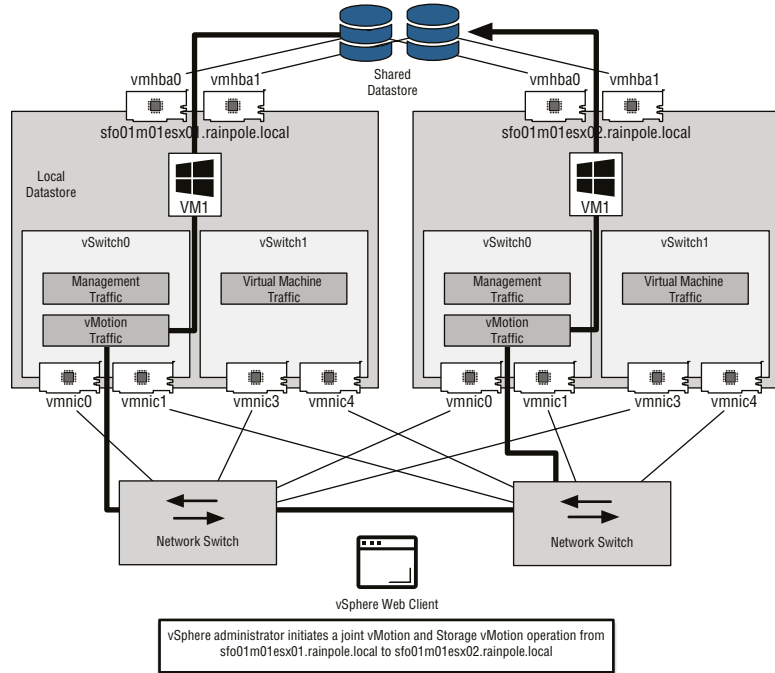 Shared
Datastore
vmhba0
vmhba1
vmhba0
vmhba1
sfo01m01esx01.rainpole.local
sfo01m01esx02.rainpole.local
Local
Datastore
VM1
VM1
vSwitch0
vSwitch1
vSwitch0
vSwitch1
Management
Traffic
Virtual Machine
Traffic
Management
Traffic
Virtual Machine
Traffic
vMotion
Traffic
vMotion
Traffic
vmnic0
vmnic1
vmnic3
vmnic4
vmnic0
vmnic1
vmnic3
vmnic4
Network Switch
Network Switch
vSphere Web Client
vSphere administrator initiates a joint vMotion and Storage vMotion operation from
sfo01m01esx01.rainpole.local to sfo01m01esx02.rainpole.local